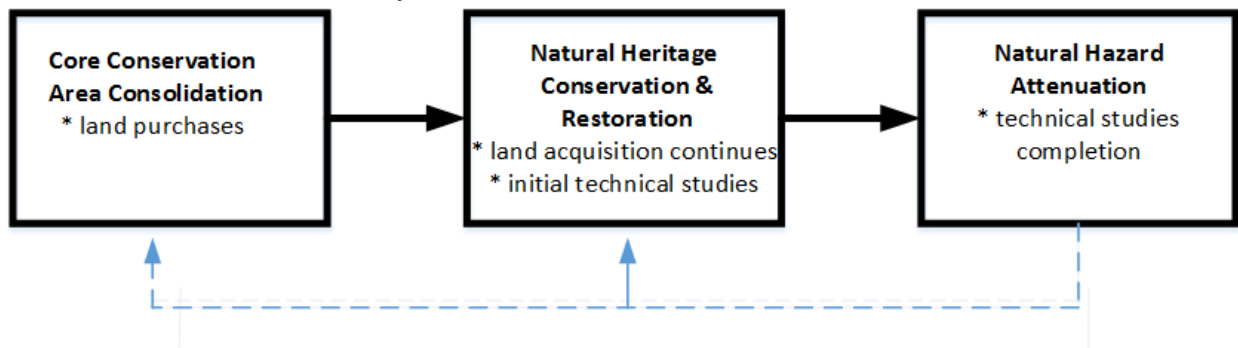 Core Conservation
Area Consolidation
* land purchases
Natural Heritage
Conservation &
Restoration
* land acquisition continues
* initial technical studies
Natural Hazard
Attenuation
* technical studies
completion